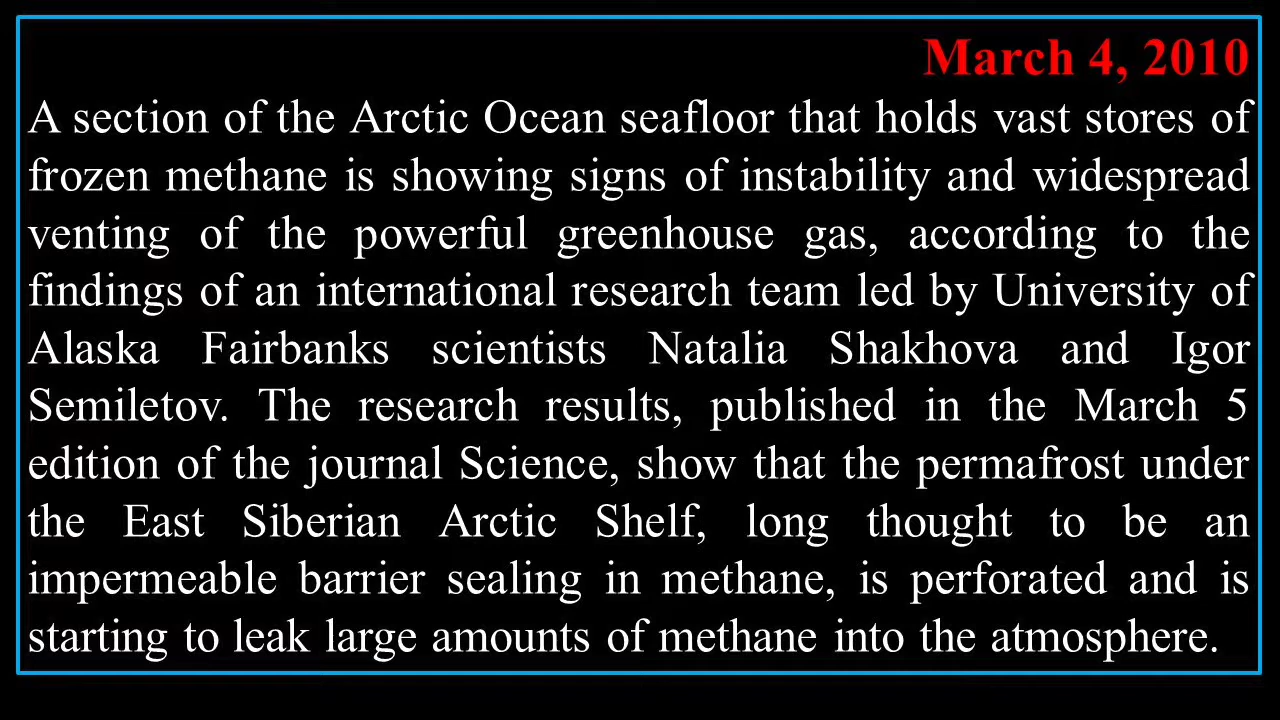 March 4, 2010
A section of the Arctic Ocean seafloor that holds vast stores of
frozen methane is showing signs of instability and widespread
venting of the powerful greenhouse gas, according to the
findings of an international research team led by University of
Alaska Fairbanks scientists Natalia Shakhova and Igor
Semiletov. The research results, published in the March 5
edition of the journal Science, show that the permafrost under
the East Siberian Arctic Shelf, long thought to be an
impermeable barrier sealing in methane, is perforated and is
starting to leak large amounts of methane into the atmosphere.